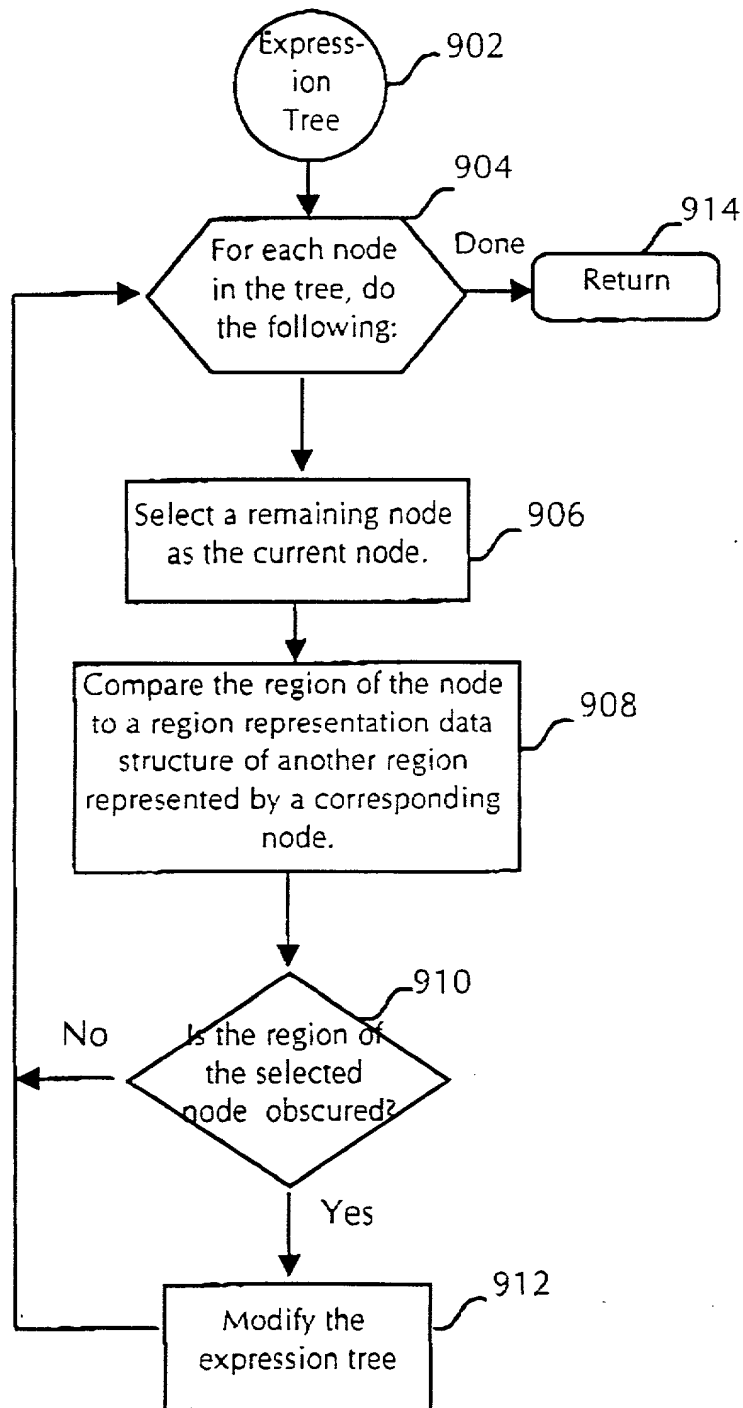 Express-
ion
Tree
902
904
For each node
in the tree, do
the following:
Done
914
Return
Select a remaining node
as the current node.
906
Compare the region of the node
to a region representation data
structure of another region
represented by a corresponding
node.
908
910
No
Is the region of
the selected
node obscured?
Yes
912
Modify the
expression tree